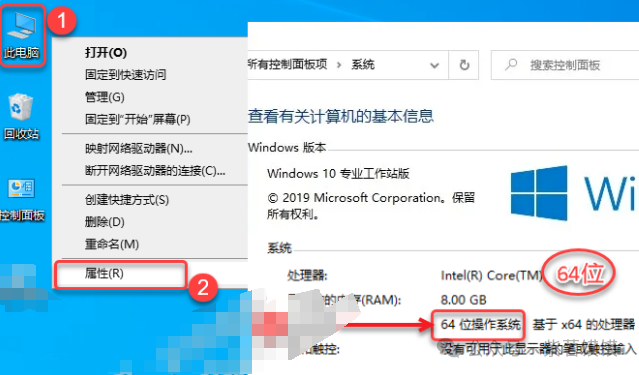 1
此电脑
回收站
控制面板
打开(O)
固定到快速访问
管理(G)
固定到"开始"屏幕(P)
映射网络驱动器(N)...
断开网络驱动器的连接(C)...
创建快捷方式(S)
删除(D)
重命名(M)
属性(R)
2
所有控制面板项 › 系统
搜索控制面板
查看有关计算机的基本信息
Windows 版本
Windows 10 专业工作站版
© 2019 Microsoft Corporation。保留
所有权利。
Wi
系统
处理器: Intel(R) Core(TM)
64位
的内存(RAM): 8.00 GB
64 位操作系统 基于 x64 的处理器
和触控: 没有可用于此显示器的笔或触控输入